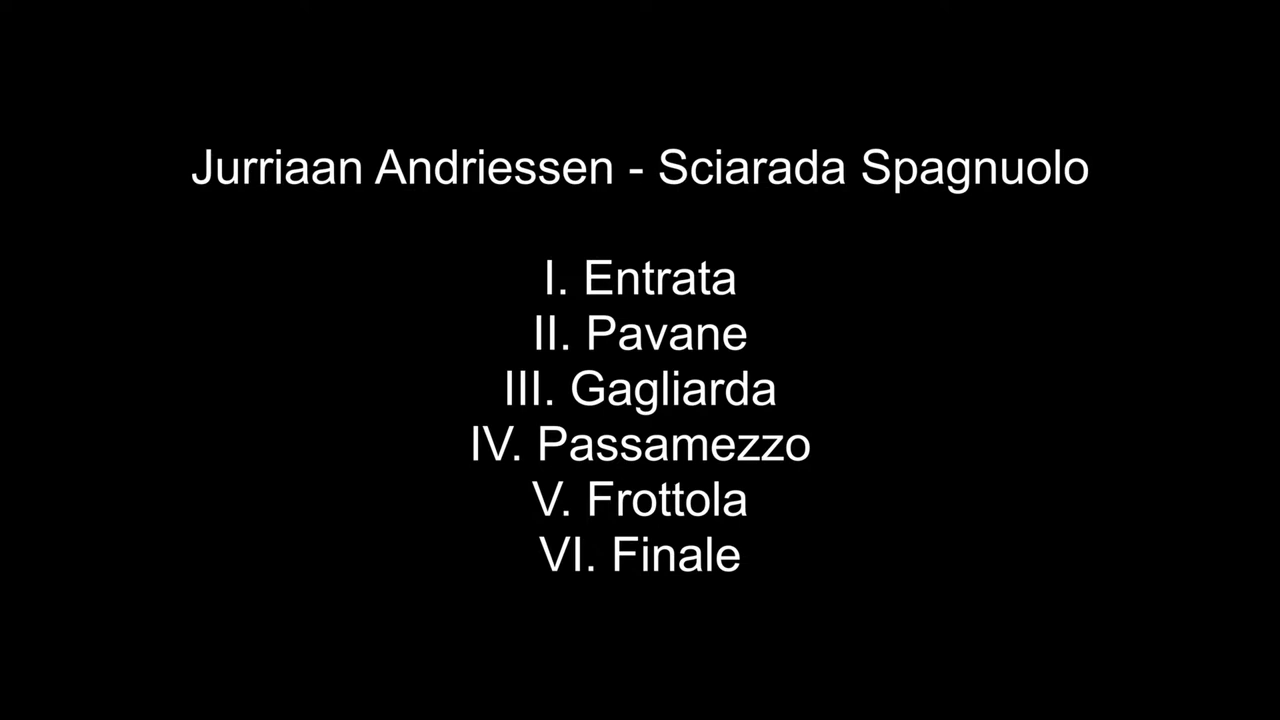 Jurriaan Andriessen - Sciarada Spagnuolo
I. Entrata
II. Pavane
III. Gagliarda
IV. Passamezzo
V. Frottola
VI. Finale